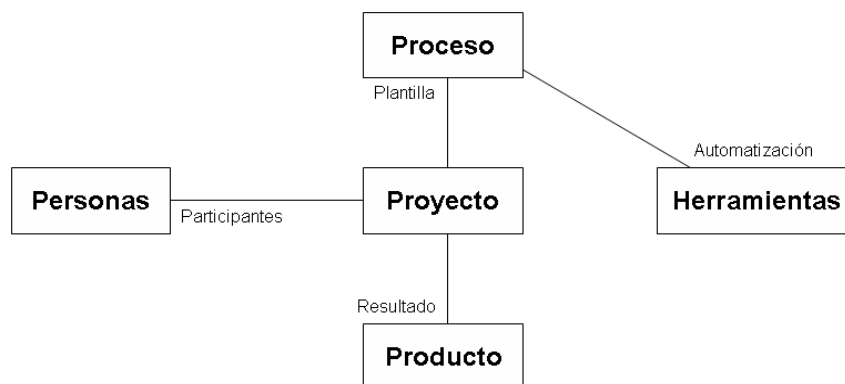 Proceso
Plantilla
Automatización
Personas
Proyecto
Herramientas
Participantes
Resultado
Producto